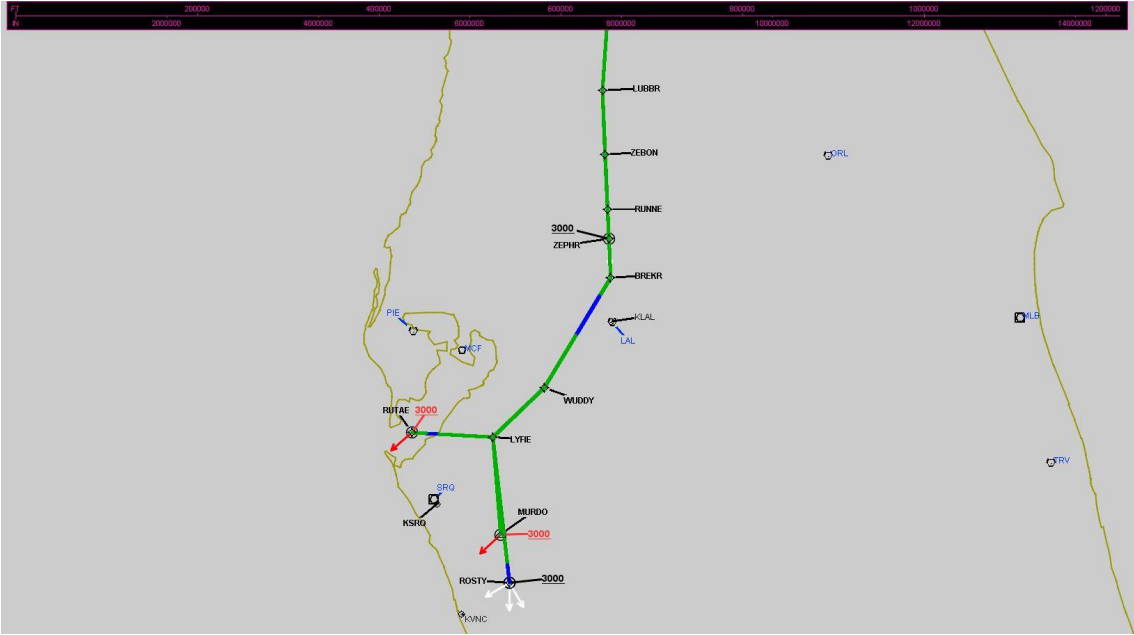 FT 200000 400000 600000 800000 1000000 1200000
IN 2000000 4000000 6000000 8000000 10000000 12000000 14000000
LUBBR
ZEBON
ORL
RUNNE
3000
ZEPHR
BREKR
PIE
KLAL
MLB
LAL
MCF
WUDDY
RUTAE 3000
LYFIE
TRV
SRQ
MURDO
KSRQ
3000
ROSTY
3000
KVNC